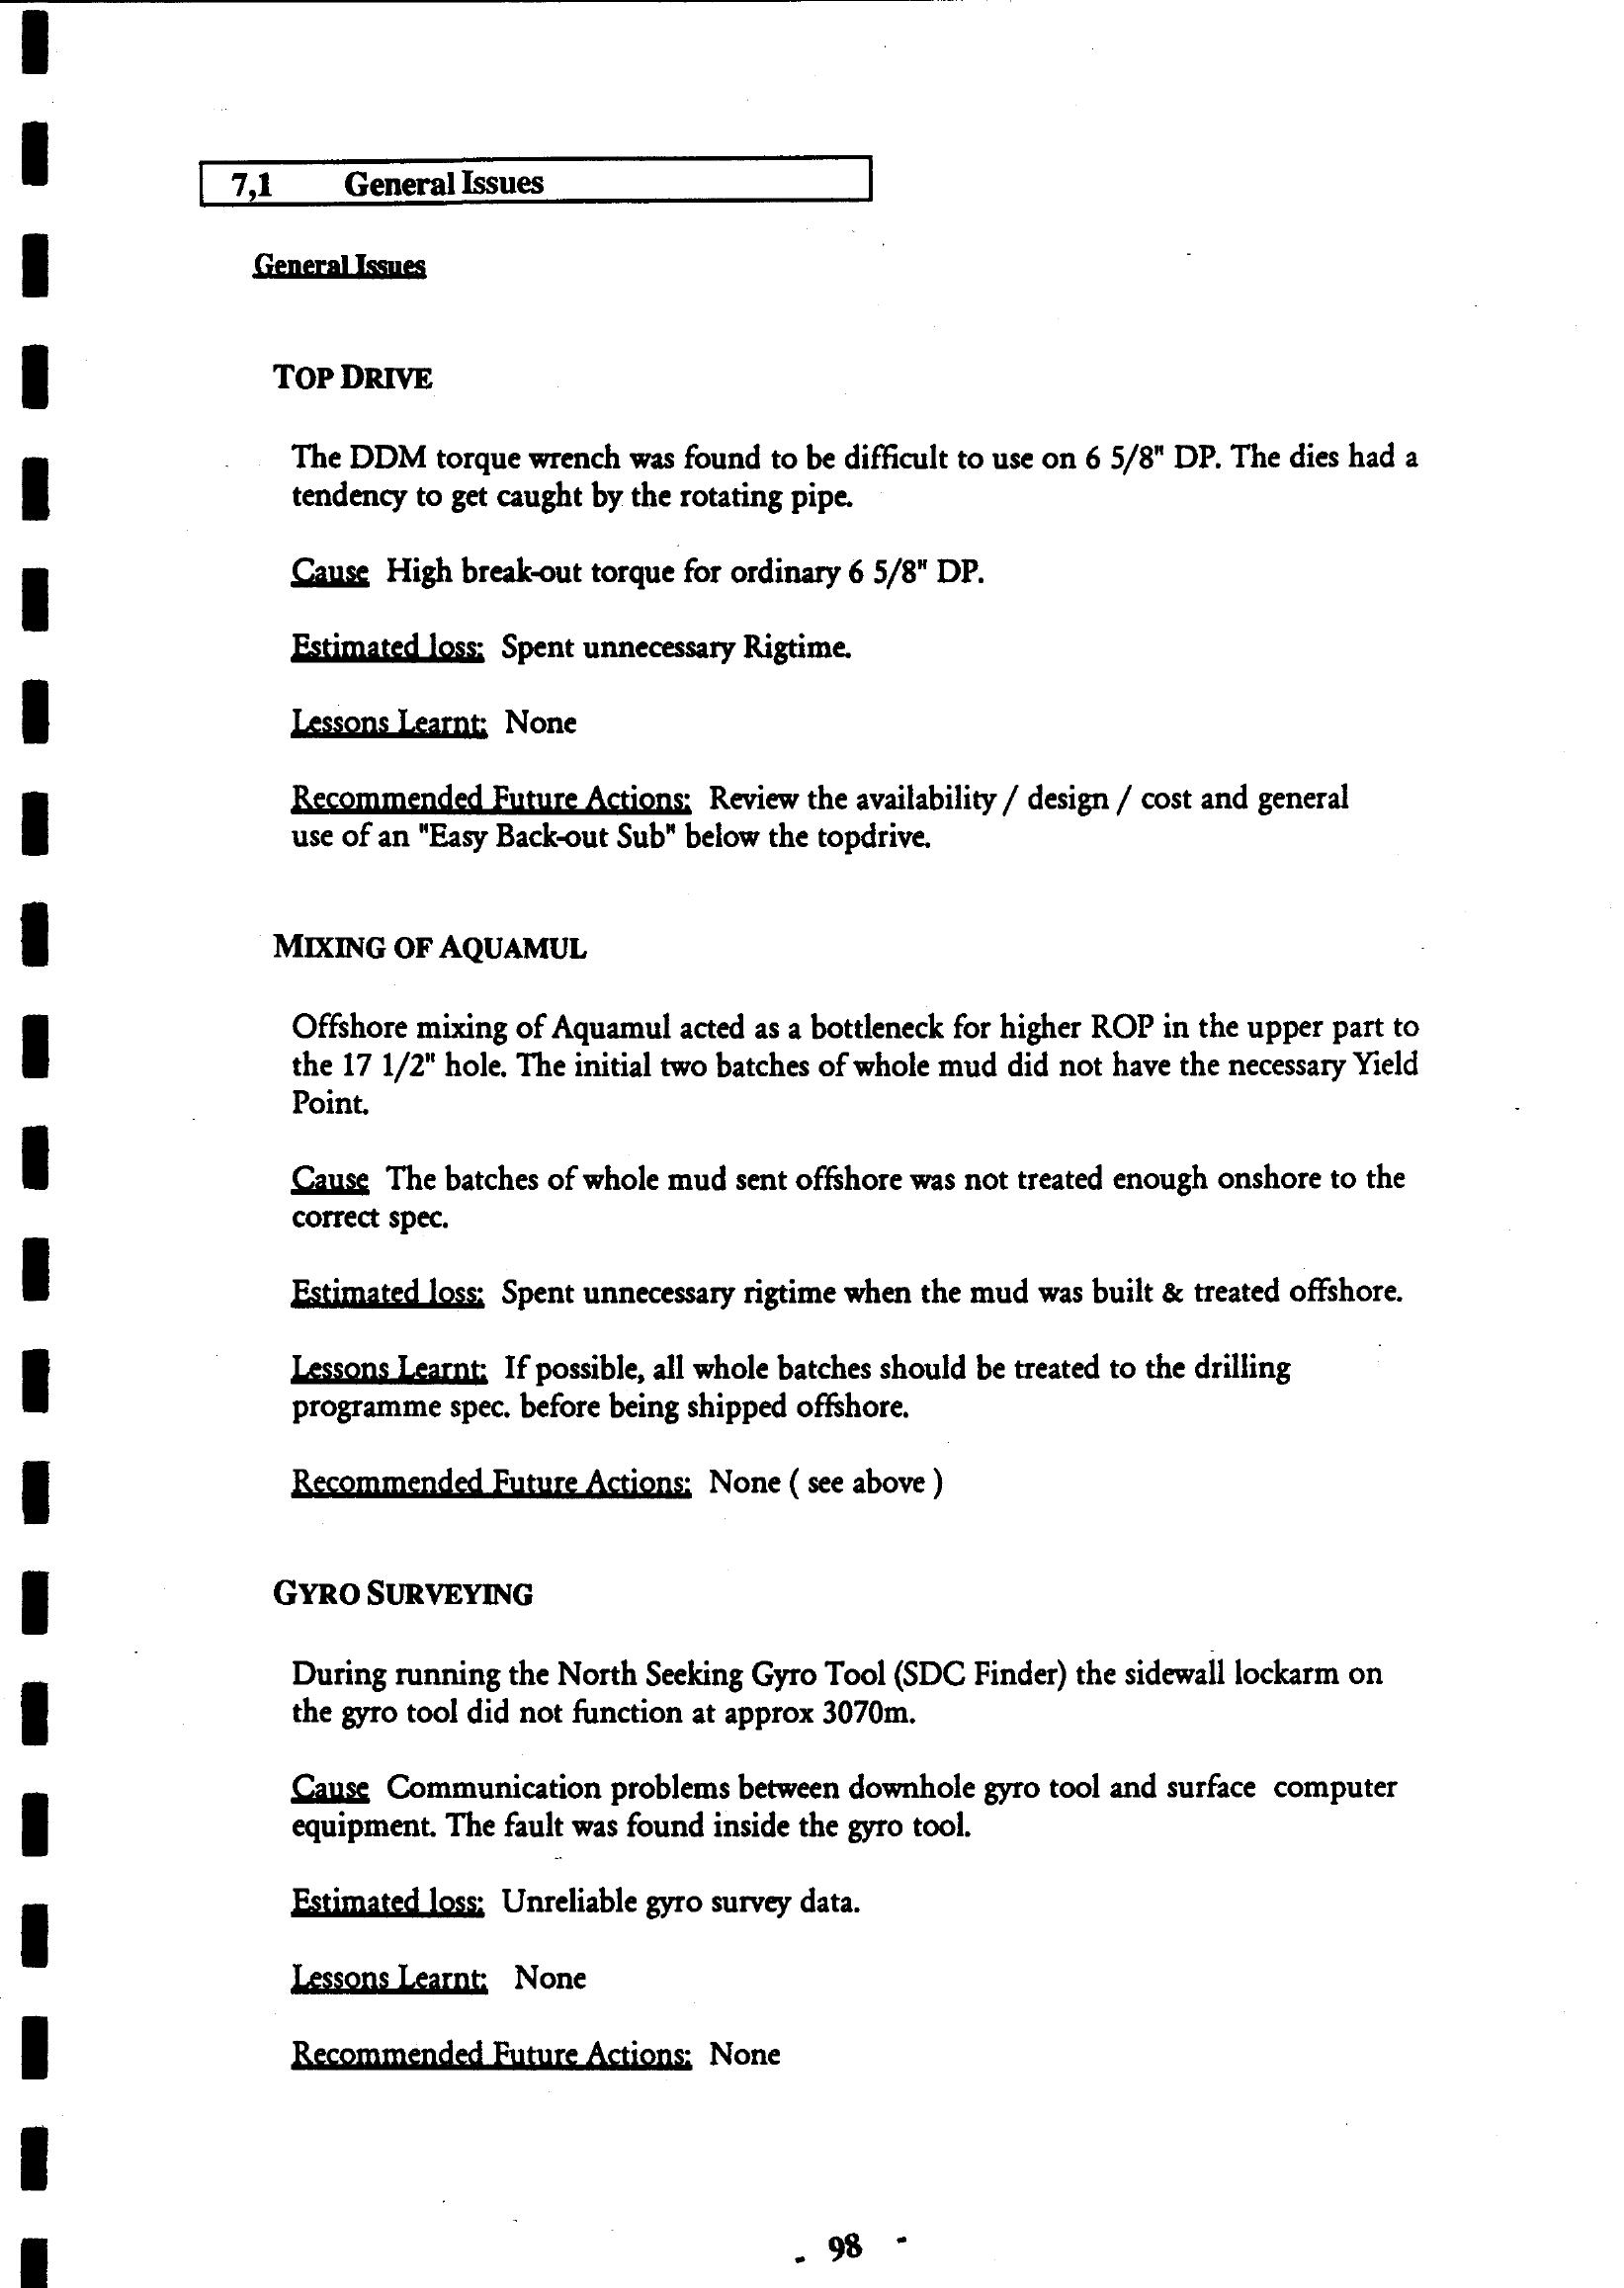 7,1 General Issues
General Issues
TOP DRIVE
The DDM torque wrench was found to be difficult to use on 6 5/8" DP. The dies had a
tendency to get caught by the rotating pipe.
Cause High break-out torque for ordinary 6 5/8" DP.
Estimated loss: Spent unnecessary Rigtime.
Lessons Learnt: None
Recommended Future Actions: Review the availability / design / cost and general
use of an "Easy Back-out Sub" below the topdrive.
MIXING OF AQUAMUL
Offshore mixing of Aquamul acted as a bottleneck for higher ROP in the upper part to
the 17 1/2" hole. The initial two batches of whole mud did not have the necessary Yield
Point.
Cause The batches of whole mud sent offshore was not treated enough onshore to the
correct spec.
Estimated loss: Spent unnecessary rigtime when the mud was built & treated offshore.
Lessons Learnt: If possible, all whole batches should be treated to the drilling
programme spec. before being shipped offshore.
Recommended Future Actions: None ( see above )
GYRO SURVEYING
During running the North Seeking Gyro Tool (SDC Finder) the sidewall lockarm on
the gyro tool did not function at approx 3070m.
Cause Communication problems between downhole gyro tool and surface computer
equipment. The fault was found inside the gyro tool.
Estimated loss: Unreliable gyro survey data.
Lessons Learnt: None
Recommended Future Actions: None
- 98 -